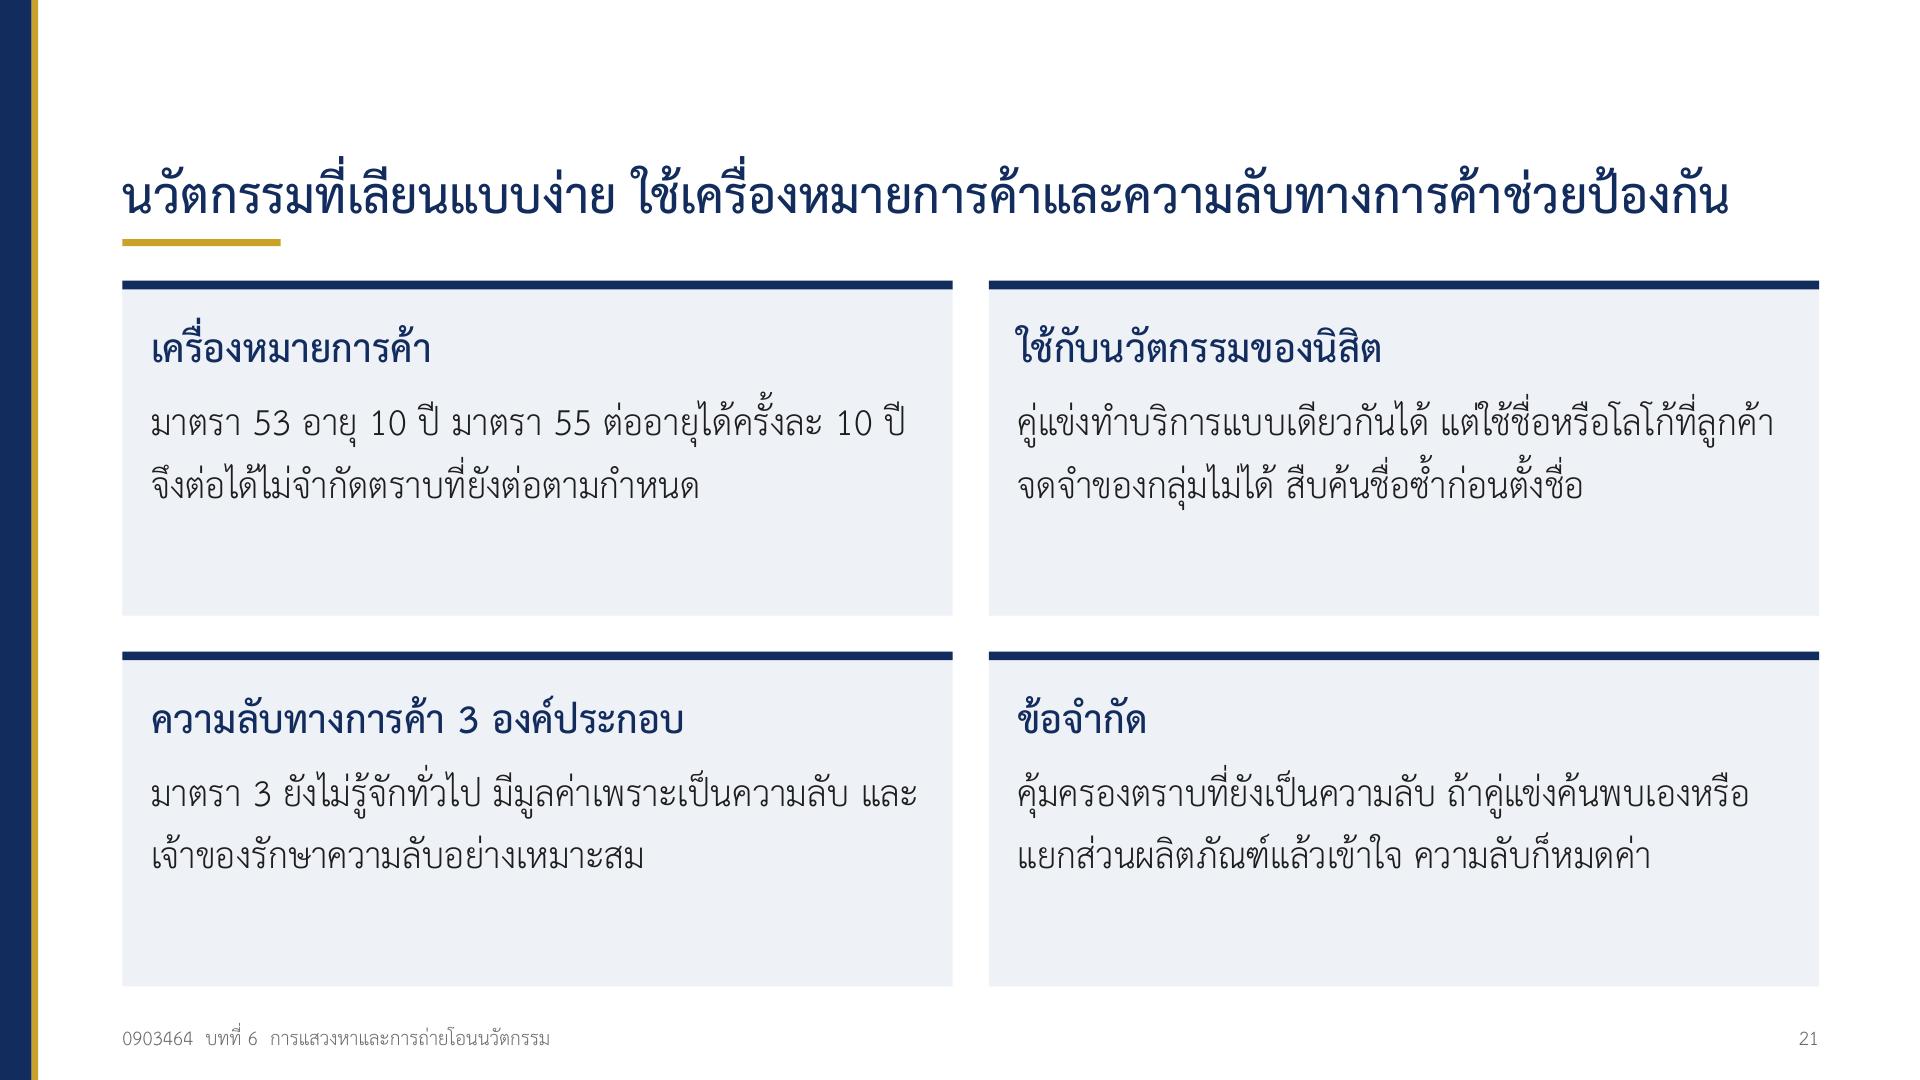 นวัตกรรมที่เลียนแบบง่าย ใช้เครื่องหมายการค้าและความลับทางการค้าช่วยป้องกัน
เครื่องหมายการค้า
มาตรา 53 อายุ 10 ปี มาตรา 55 ต่ออายุได้ครั้งละ 10 ปี
จึงต่อได้ไม่จำกัดตราบที่ยังต่อตามกำหนด
ใช้กับนวัตกรรมของนิสิต
คู่แข่งทำบริการแบบเดียวกันได้ แต่ใช้ชื่อหรือโลโก้ที่ลูกค้า
จดจำของกลุ่มไม่ได้ สืบค้นชื่อซ้ำก่อนตั้งชื่อ
ความลับทางการค้า 3 องค์ประกอบ
มาตรา 3 ยังไม่รู้จักทั่วไป มีมูลค่าเพราะเป็นความลับ และ
เจ้าของรักษาความลับอย่างเหมาะสม
ข้อจำกัด
คุ้มครองตราบที่ยังเป็นความลับ ถ้าคู่แข่งค้นพบเองหรือ
แยกส่วนผลิตภัณฑ์แล้วเข้าใจ ความลับก็หมดค่า
0903464 บทที่ 6 การแสวงหาและการถ่ายโอนนวัตกรรม
21